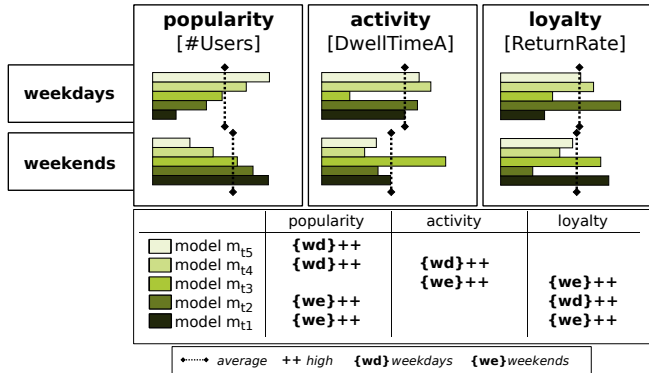 popularity activity loyalty
[#Users] [DwellTimeA] [ReturnRate]
weekdays
weekends
popularity activity loyalty
model mt5 {wd}++
model mt4 {wd}++ {wd}++
model mt3 {we}++ {we}++
model mt2 {we}++ {wd}++
model mt1 {we}++ {we}++
average ++ high {wd} weekdays {we} weekends